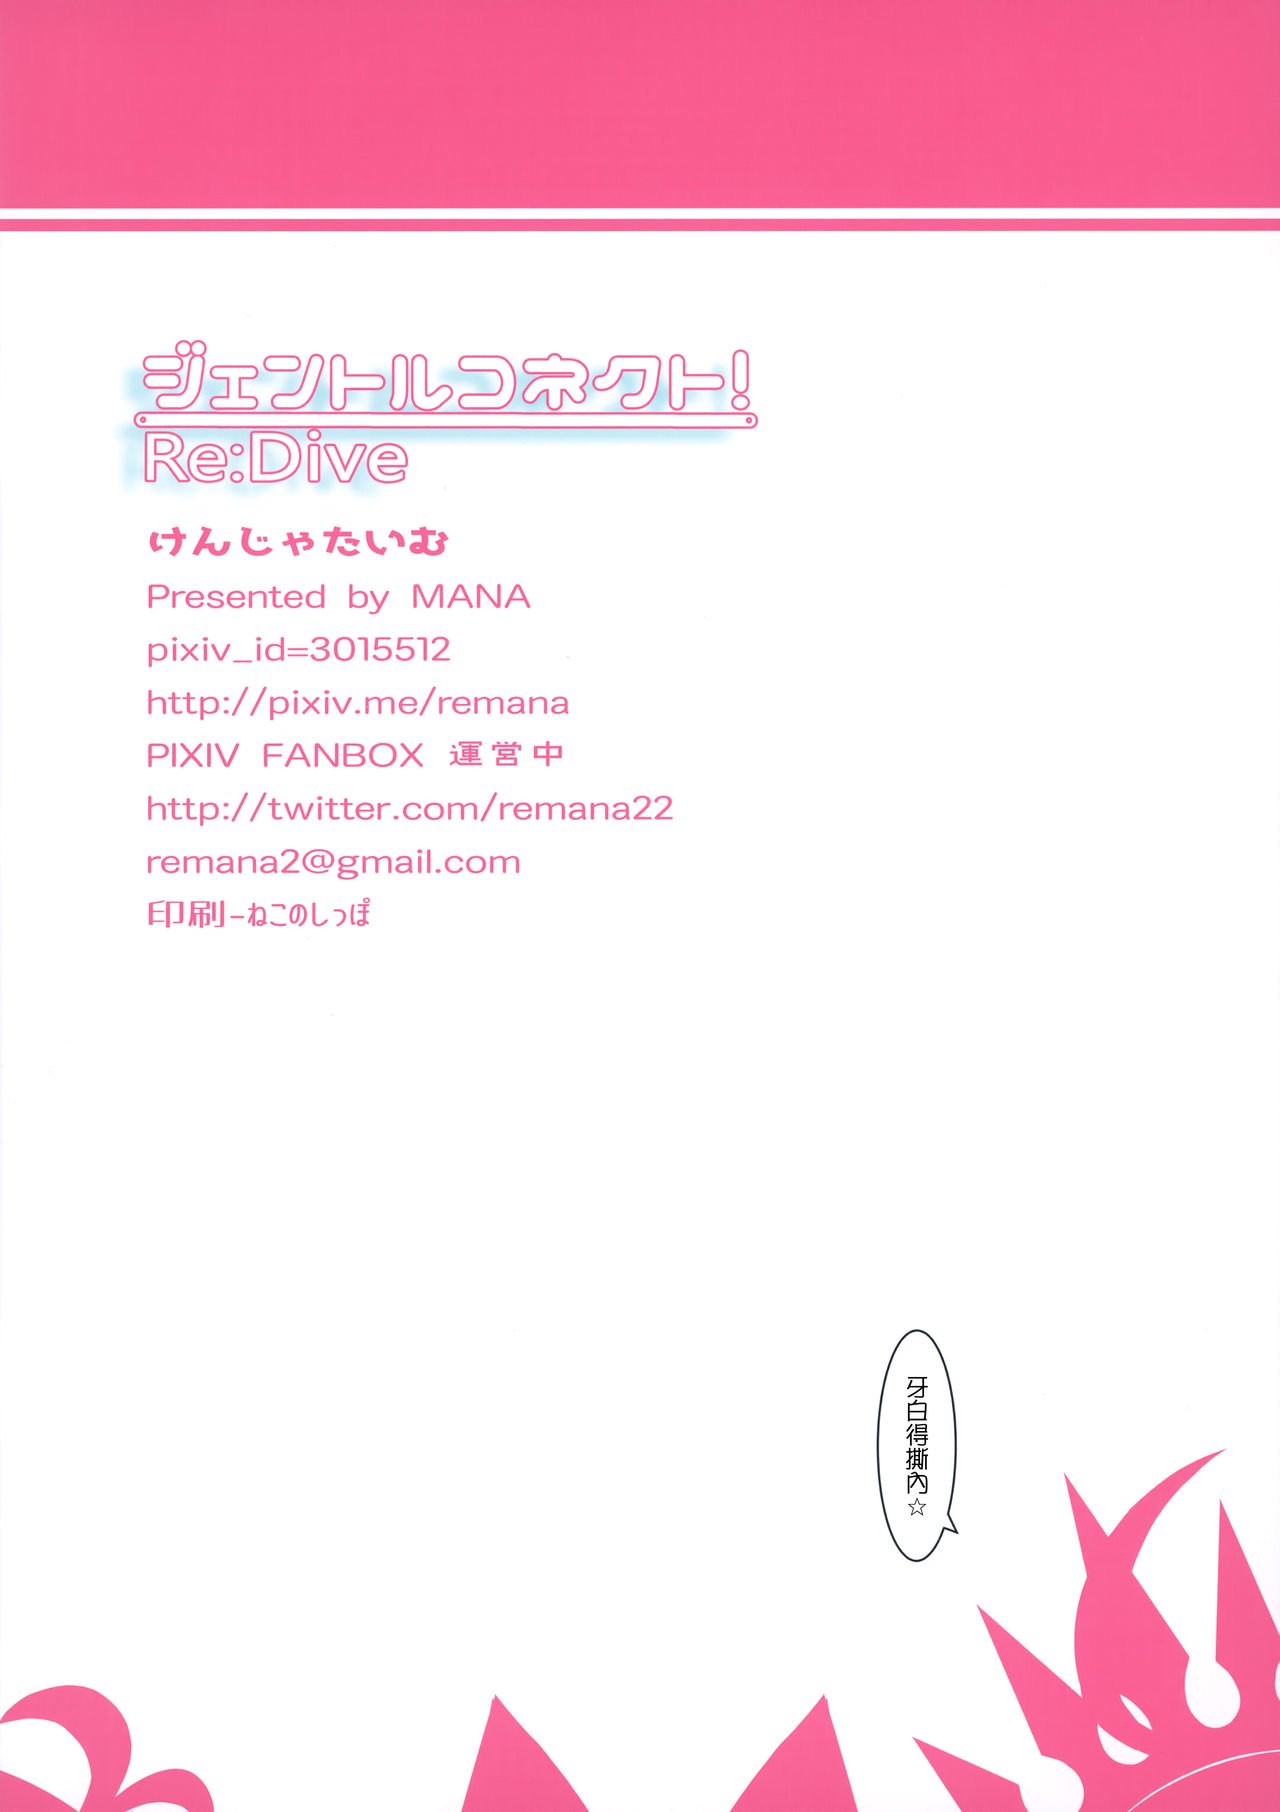 ジェントルコネクト!
Re:Dive
けんじゃたいむ
Presented by MANA
pixiv_id=3015512
http://pixiv.me/remana
PIXIV FANBOX 運営中
http://twitter.com/remana22
remana2@gmail.com
印刷-ねこのしっぽ
牙白得撕內☆